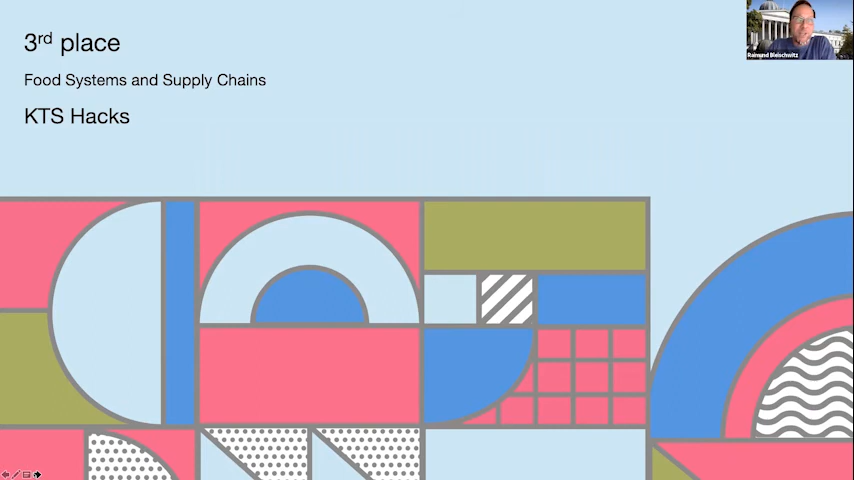 3rd place
Food Systems and Supply Chains
KTS Hacks
Raimund Bleischwitz